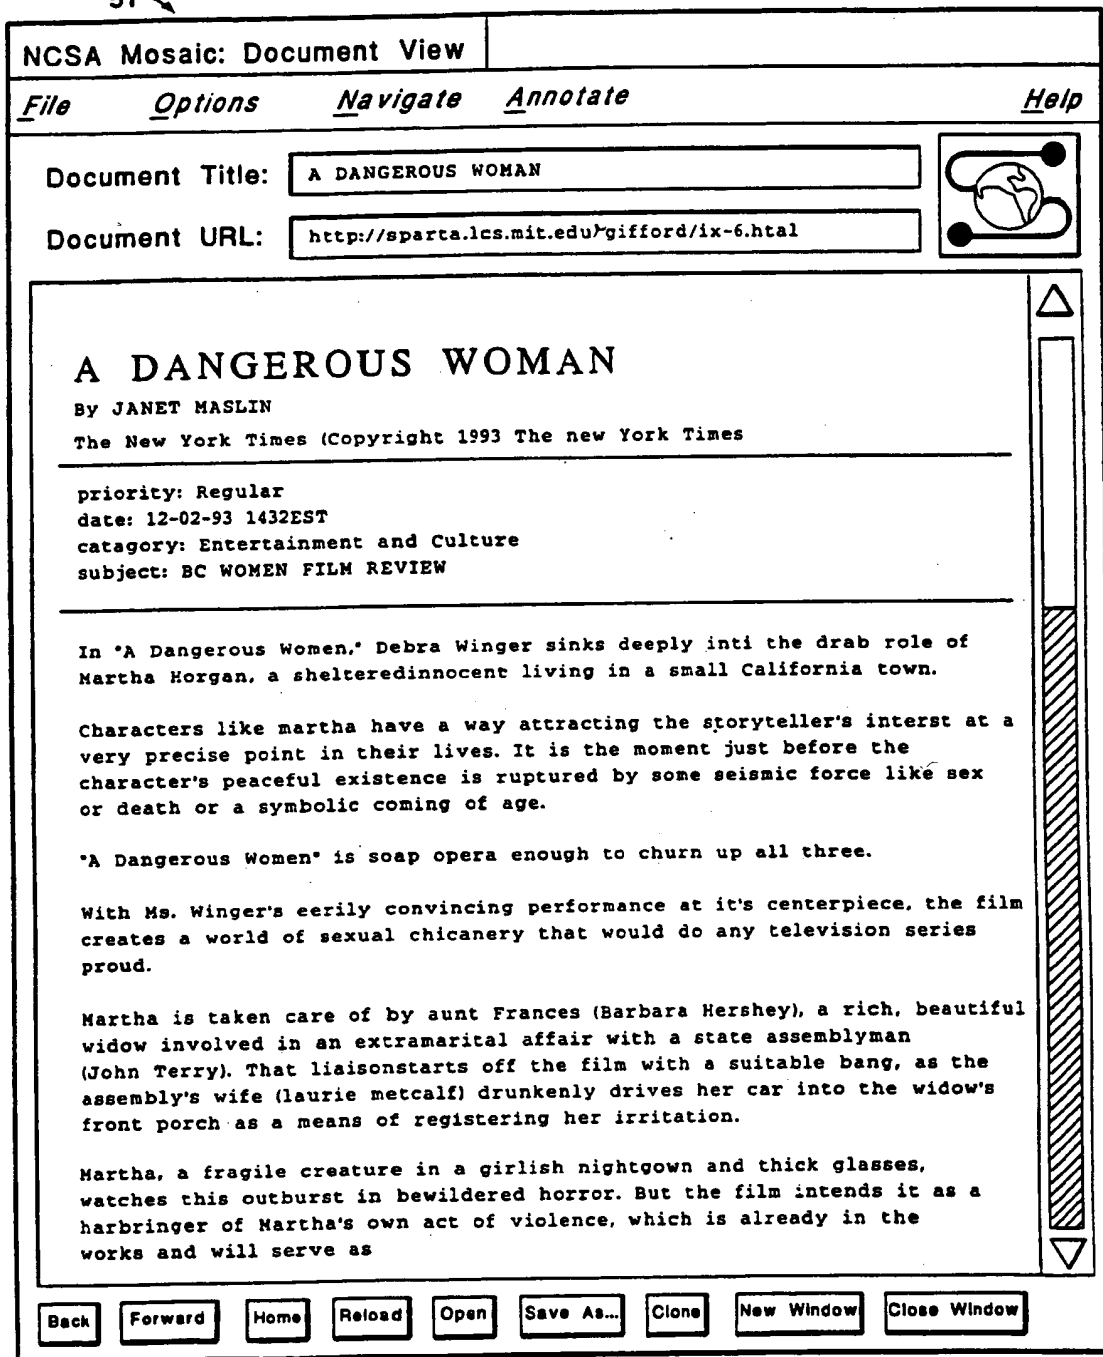 NCSA Mosaic: Document View
File Options Navigate Annotate Help
Document Title: A DANGEROUS WOMAN
Document URL: http://sparta.lcs.mit.edu/~gifford/ix-6.htal
A DANGEROUS WOMAN
By JANET MASLIN
The New York Times (Copyright 1993 The new York Times
priority: Regular
date: 12-02-93 1432EST
catagory: Entertainment and Culture
subject: BC WOMEN FILM REVIEW
In "A Dangerous Women," Debra Winger sinks deeply inti the drab role of
Martha Horgan, a shelteredinnocent living in a small California town.
Characters like martha have a way attracting the storyteller's interst at a
very precise point in their lives. It is the moment just before the
character's peaceful existence is ruptured by some seismic force like sex
or death or a symbolic coming of age.
"A Dangerous Women" is soap opera enough to churn up all three.
With Ms. Winger's eerily convincing performance at it's centerpiece, the film
creates a world of sexual chicanery that would do any television series
proud.
Martha is taken care of by aunt Frances (Barbara Hershey), a rich, beautiful
widow involved in an extramarital affair with a state assemblyman
(John Terry). That liaisonstarts off the film with a suitable bang, as the
assembly's wife (laurie metcalf) drunkenly drives her car into the widow's
front porch as a means of registering her irritation.
Martha, a fragile creature in a girlish nightgown and thick glasses,
watches this outburst in bewildered horror. But the film intends it as a
harbringer of Martha's own act of violence, which is already in the
works and will serve as
Back Forward Home Reload Open Save As... Clone New Window Close Window